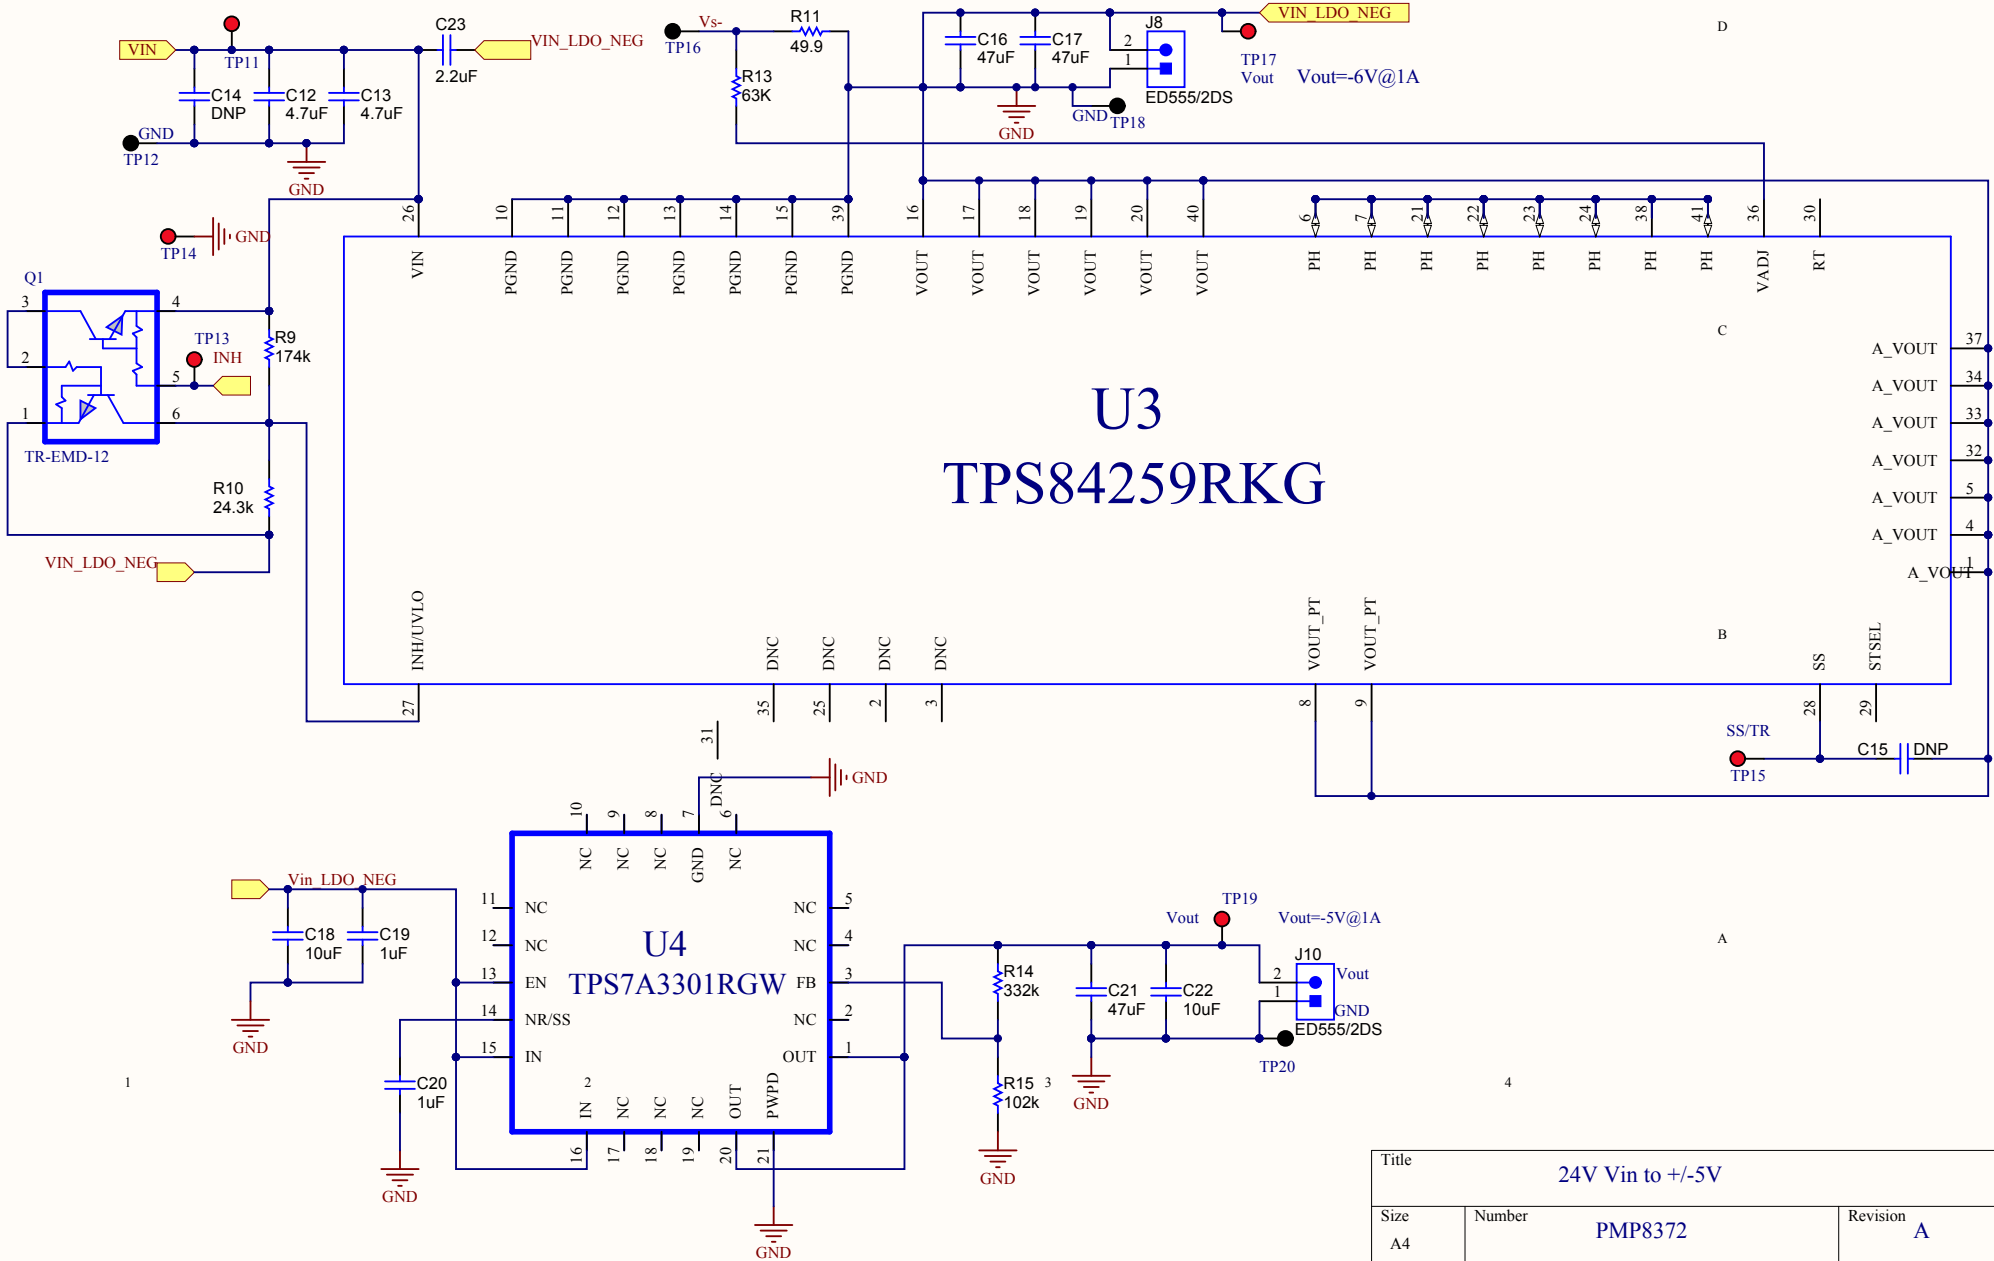 VIN
TP11
C23
2.2uF
VIN_LDO_NEG
C14
DNP
C12
4.7uF
C13
4.7uF
GND
TP12
GND
TP16
Vs-
R11
49.9
R13
63K
C16
47uF
C17
47uF
GND
J8
2
1
ED555/2DS
GND
TP18
VIN_LDO_NEG
TP17
Vout
Vout=-6V@1A
D
TP14
GND
Q1
3
2
1
4
5
6
TR-EMD-12
TP13
INH
R9
174k
R10
24.3k
VIN_LDO_NEG
26
10
11
12
13
14
15
39
16
17
18
19
20
40
6
7
21
22
23
24
38
41
36
30
VIN
PGND
PGND
PGND
PGND
PGND
PGND
PGND
VOUT
VOUT
VOUT
VOUT
VOUT
VOUT
PH
PH
PH
PH
PH
PH
PH
PH
VADJ
RT
C
U3
TPS84259RKG
A_VOUT 37
A_VOUT 34
A_VOUT 33
A_VOUT 32
A_VOUT 5
A_VOUT 4
A_VOUT 1
B
INH/UVLO
DNC
DNC
DNC
DNC
VOUT_PT
VOUT_PT
SS
STSEL
27
35
25
2
3
8
9
28
29
31
DNC
SS/TR
TP15
C15
DNP
GND
10
9
8
7
6
NC
NC
NC
GND
NC
Vin_LDO_NEG
C18
10uF
C19
1uF
GND
11 NC
12 NC
13 EN
14 NR/SS
15 IN
U4
TPS7A3301RGW
NC 5
NC 4
FB 3
NC 2
OUT 1
C20
1uF
GND
2
IN
NC
NC
NC
OUT
PWPD
16
17
18
19
20
21
GND
R14
332k
R15
102k
GND
C21
47uF
C22
10uF
GND
Vout
TP19
Vout=-5V@1A
J10
2
1
Vout
GND
ED555/2DS
TP20
A
1
3
4
Title
24V Vin to +/-5V
Size
A4
Number
PMP8372
Revision
A